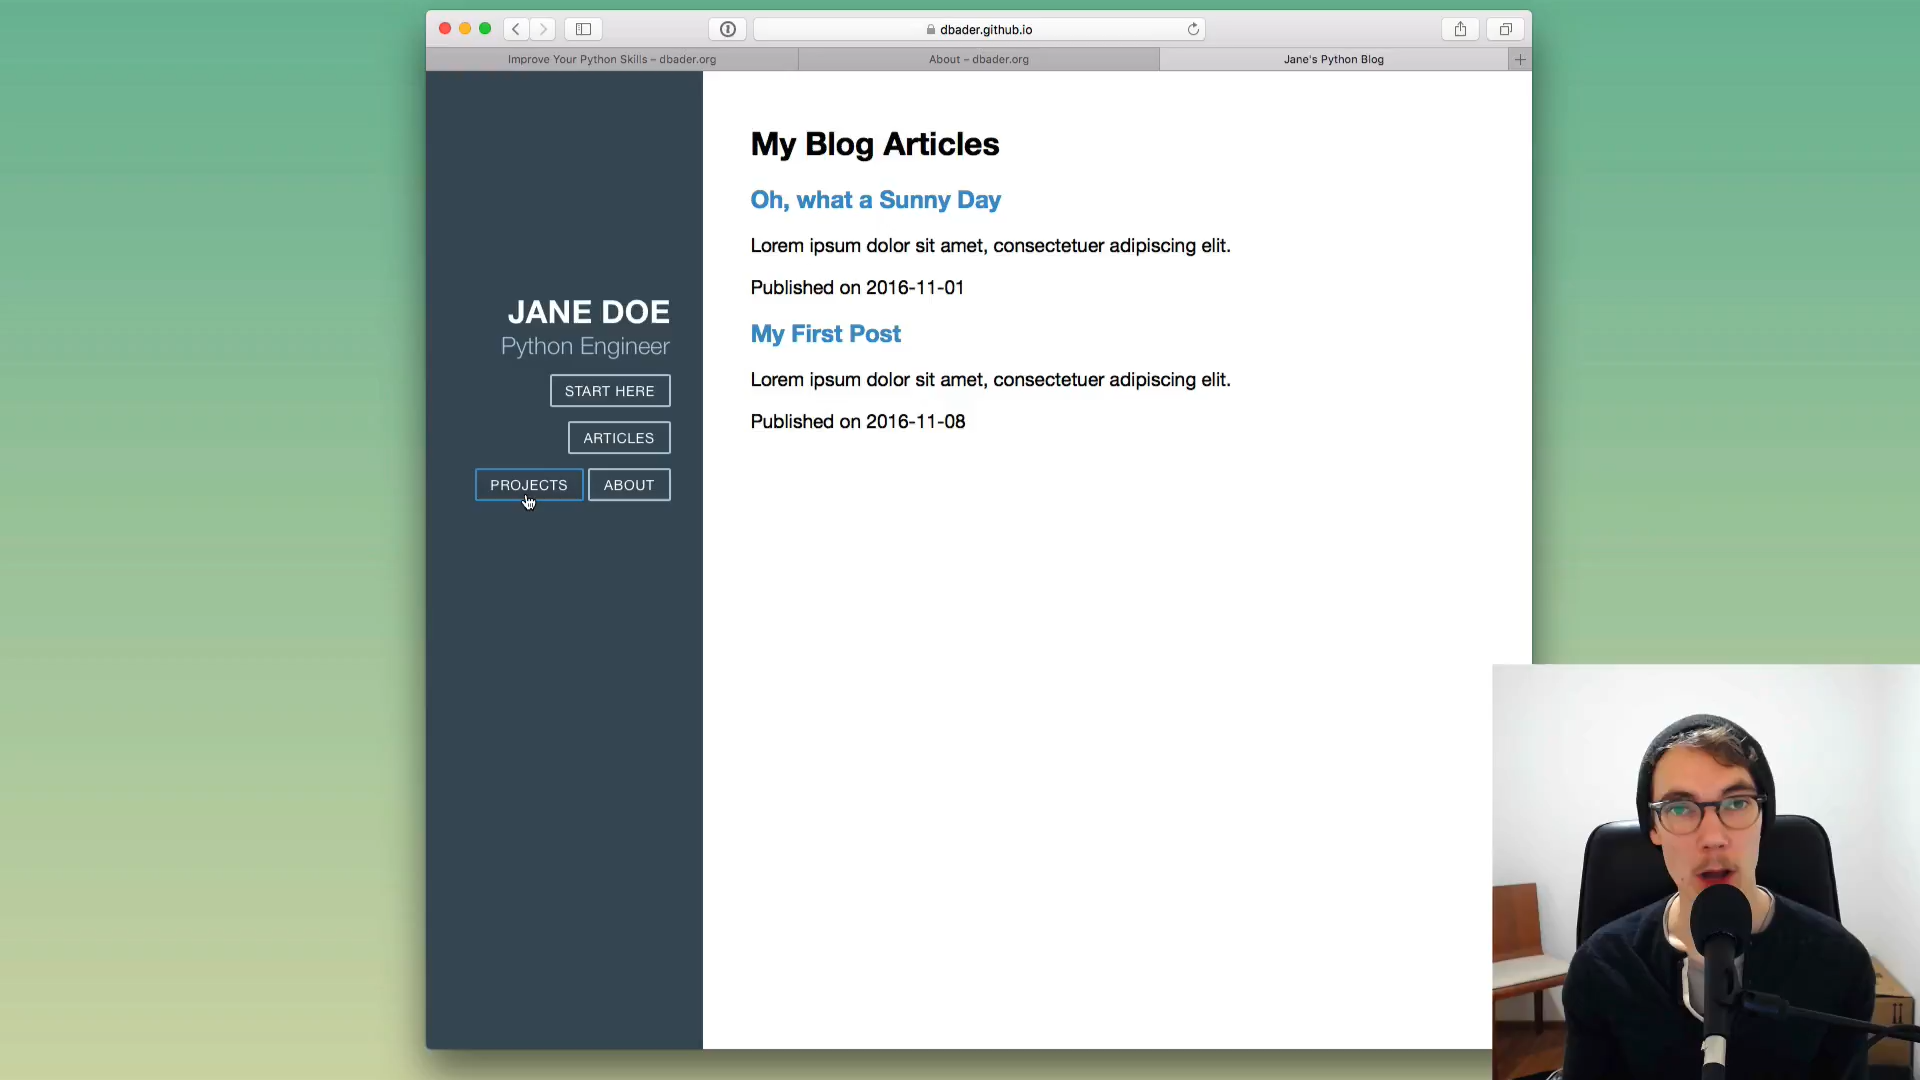 dbader.github.io
Improve Your Python Skills – dbader.org
About – dbader.org
Jane's Python Blog
JANE DOE
Python Engineer
START HERE
ARTICLES
PROJECTS
ABOUT
My Blog Articles
Oh, what a Sunny Day
Lorem ipsum dolor sit amet, consectetuer adipiscing elit.
Published on 2016-11-01
My First Post
Lorem ipsum dolor sit amet, consectetuer adipiscing elit.
Published on 2016-11-08